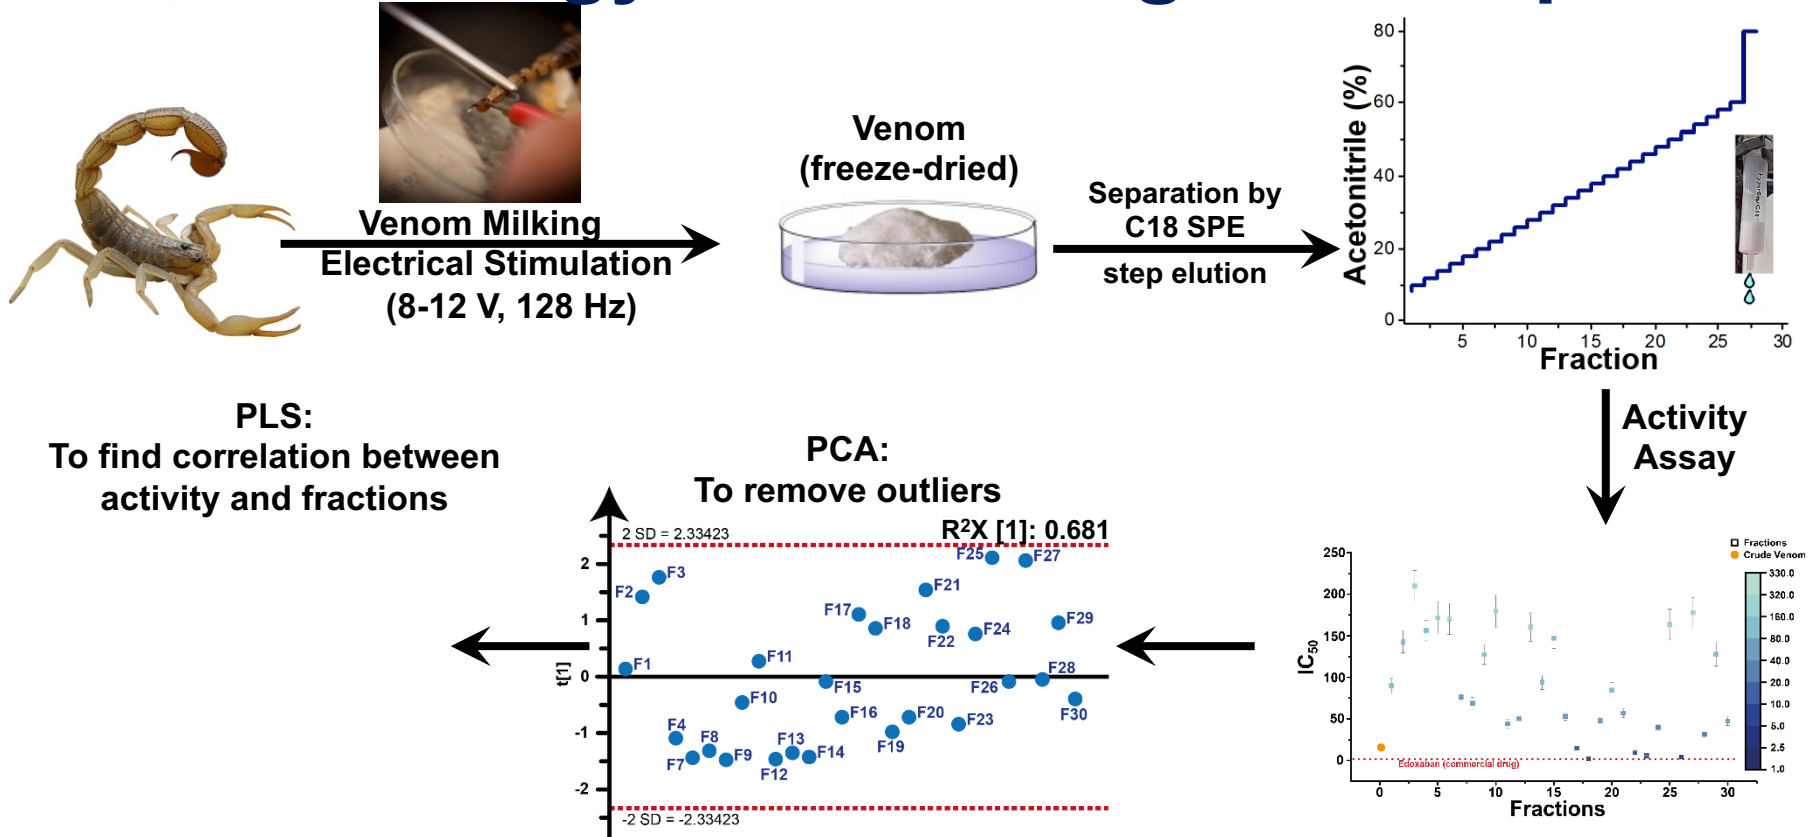 Venom Milking
Electrical Stimulation
(8-12 V, 128 Hz)
Venom
(freeze-dried)
Separation by
C18 SPE
step elution
Acetonitrile (%)
80
60
40
20
0
5 10 15 20 25 30
Fraction
Activity
Assay
PLS:
To find correlation between
activity and fractions
PCA:
To remove outliers
R²X [1]: 0.681
2 SD = 2.33423
t[1]
2
1
0
-1
-2
F1
F2
F3
F4
F7
F8
F9
F10
F11
F12
F13
F14
F15
F16
F17
F18
F19
F20
F21
F22
F23
F24
F25
F26
F27
F28
F29
F30
-2 SD = -2.33423
Fractions
Crude Venom
IC50
250
200
150
100
50
0
Edoxaban (commercial drug)
0 5 10 15 20 25 30
Fractions
330.0
320.0
160.0
80.0
40.0
20.0
10.0
5.0
2.5
1.0